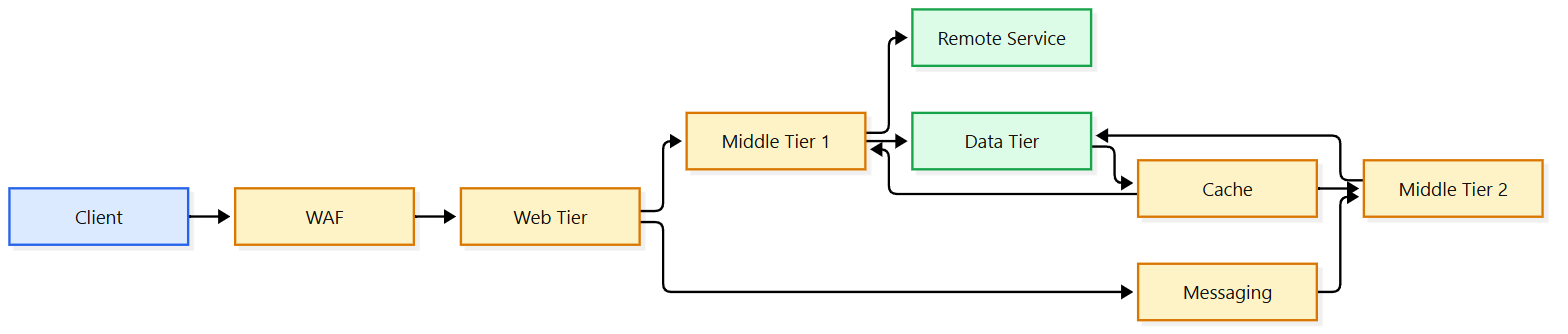 Remote Service
Middle Tier 1
Data Tier
Cache
Middle Tier 2
Client
WAF
Web Tier
Messaging